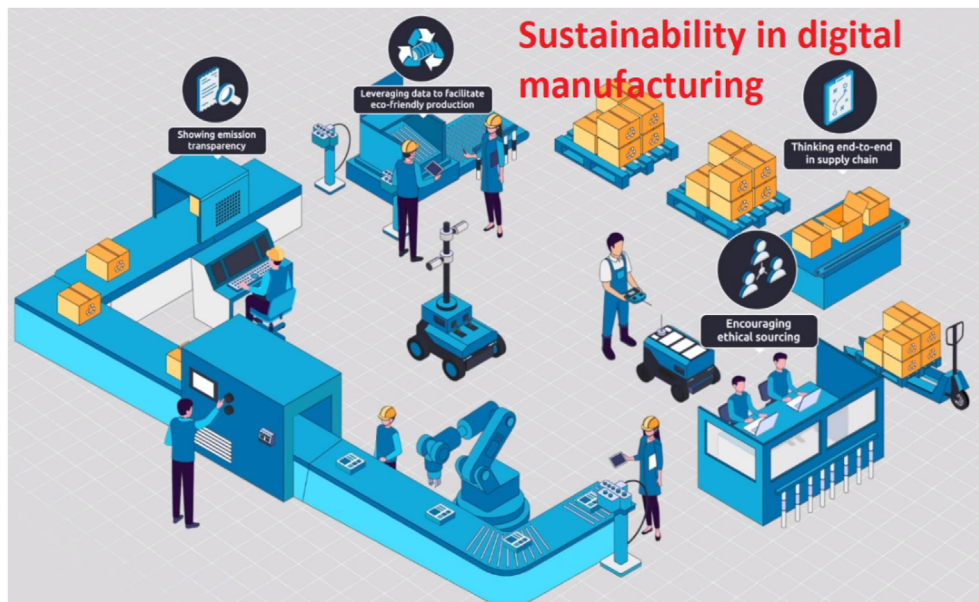 Sustainability in digital
manufacturing
Leveraging data to facilitate
eco-friendly production
Showing emission
transparency
Thinking end-to-end
in supply chain
Encouraging
ethical sourcing